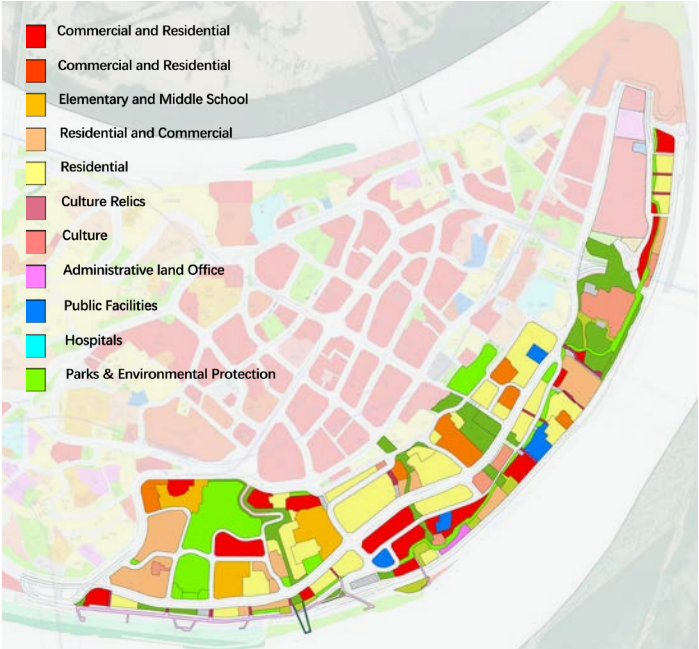 Commercial and Residential
Commercial and Residential
Elementary and Middle School
Residential and Commercial
Residential
Culture Relics
Culture
Administrative land Office
Public Facilities
Hospitals
Parks & Environmental Protection